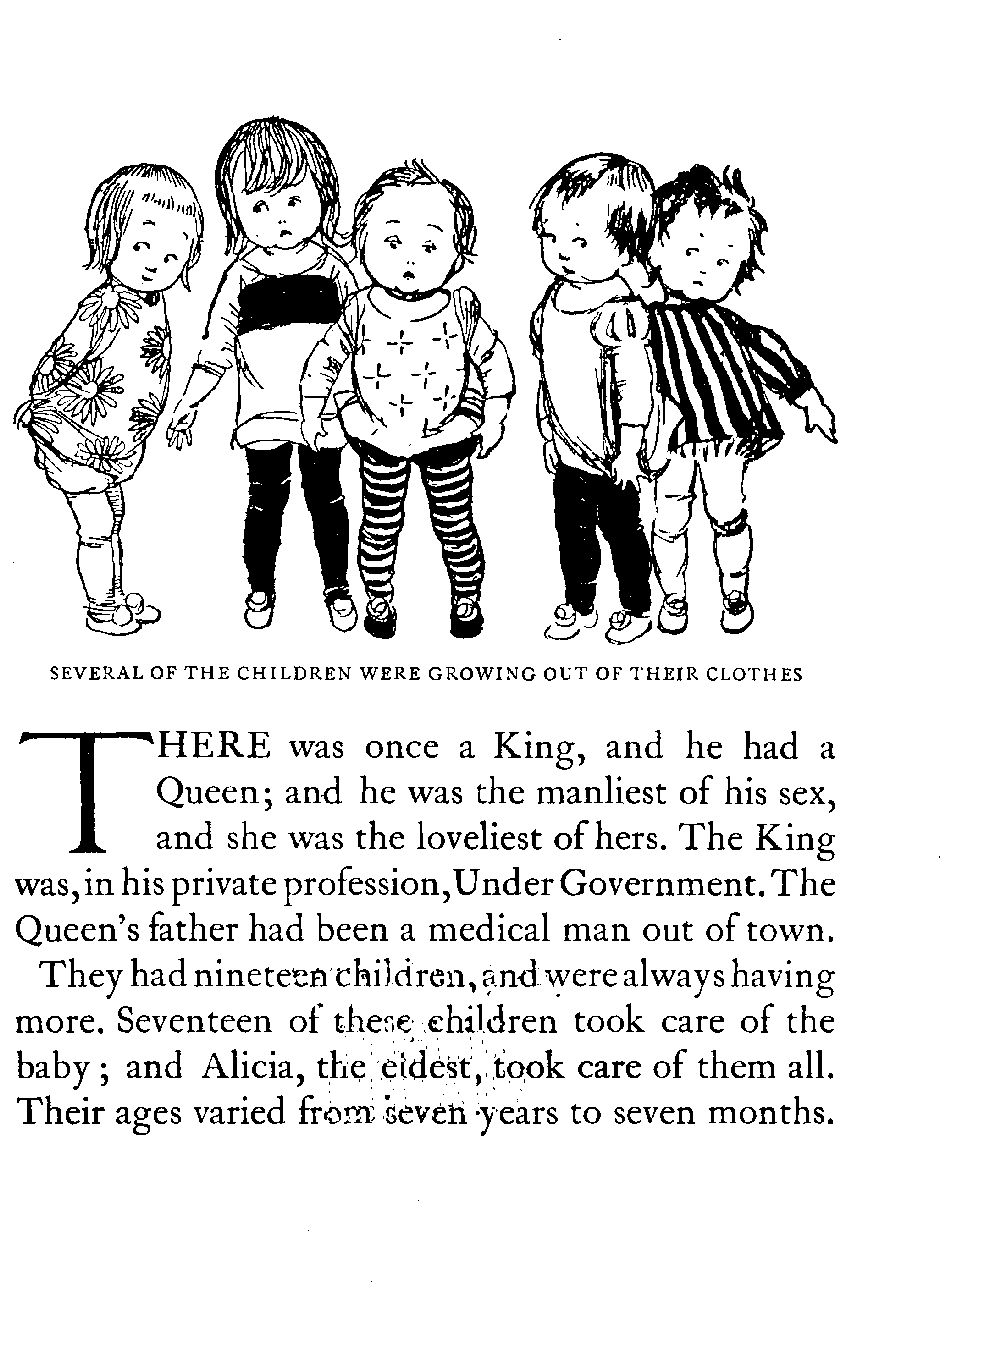 SEVERAL OF THE CHILDREN WERE GROWING OUT OF THEIR CLOTHES
THERE was once a King, and he had a
Queen; and he was the manliest of his sex,
and she was the loveliest of hers. The King
was, in his private profession, Under Government. The
Queen's father had been a medical man out of town.
They had nineteen children, and were always having
more. Seventeen of these children took care of the
baby; and Alicia, the eldest, took care of them all.
Their ages varied from seven years to seven months.